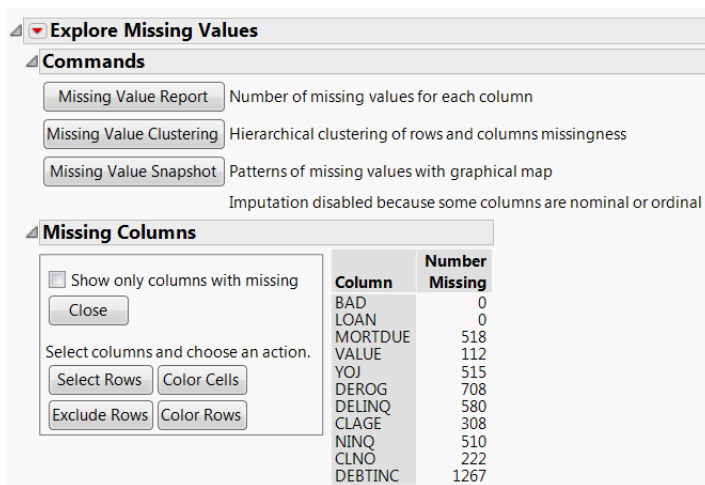 Explore Missing Values
Commands
Missing Value Report Number of missing values for each column
Missing Value Clustering Hierarchical clustering of rows and columns missingness
Missing Value Snapshot Patterns of missing values with graphical map
Imputation disabled because some columns are nominal or ordinal
Missing Columns
Show only columns with missing
Close
Select columns and choose an action.
Select Rows Color Cells
Exclude Rows Color Rows
Number
Column Missing
BAD 0
LOAN 0
MORTDUE 518
VALUE 112
YOJ 515
DEROG 708
DELINQ 580
CLAGE 308
NINQ 510
CLNO 222
DEBTINC 1267